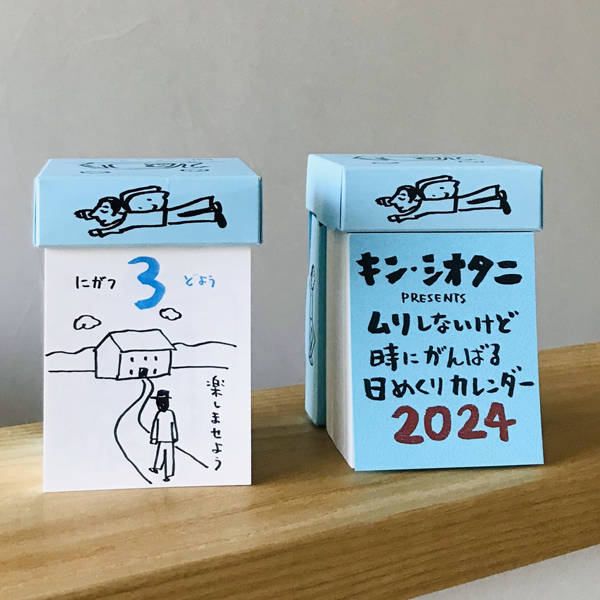 にがつ 3 どよう
楽しませよう
キン・シオタニ
PRESENTS
ムリしないけど
時にがんばる
日めくりカレンダー
2024